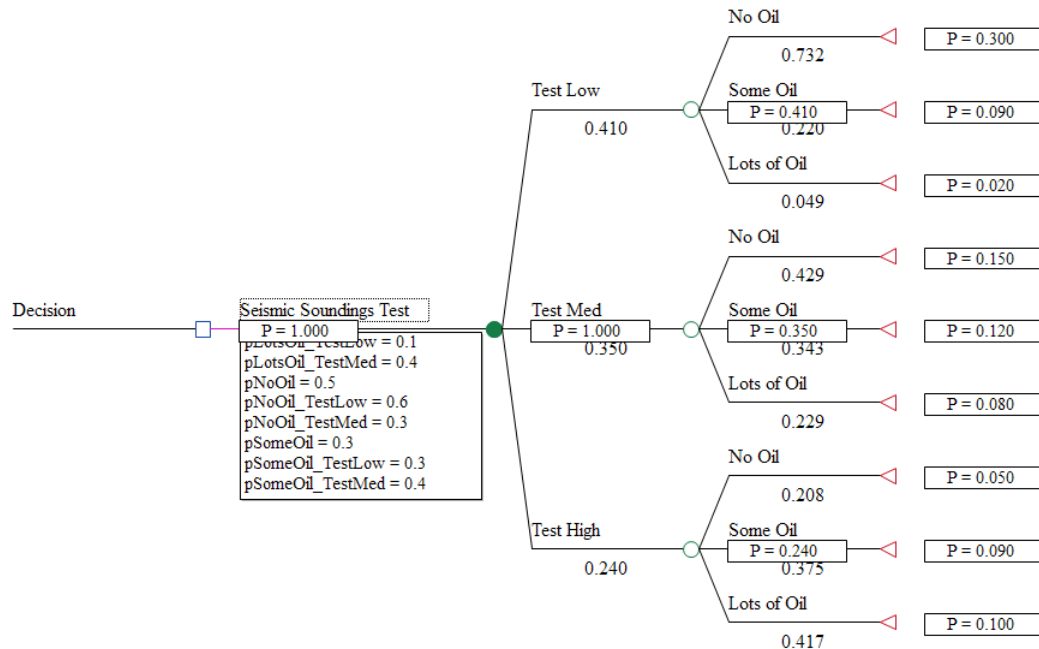 No Oil
P = 0.300
0.732
Test Low
Some Oil
P = 0.410
P = 0.090
0.410
0.220
Lots of Oil
P = 0.020
0.049
No Oil
P = 0.150
0.429
Decision
Seismic Soundings Test
Test Med
Some Oil
P = 1.000
P = 1.000
P = 0.350
P = 0.120
0.350
0.343
pLotsOil_TestLow = 0.1
pLotsOil_TestMed = 0.4
pNoOil = 0.5
pNoOil_TestLow = 0.6
pNoOil_TestMed = 0.3
pSomeOil = 0.3
pSomeOil_TestLow = 0.3
pSomeOil_TestMed = 0.4
Lots of Oil
P = 0.080
0.229
No Oil
P = 0.050
0.208
Test High
Some Oil
P = 0.240
P = 0.090
0.240
0.375
Lots of Oil
P = 0.100
0.417